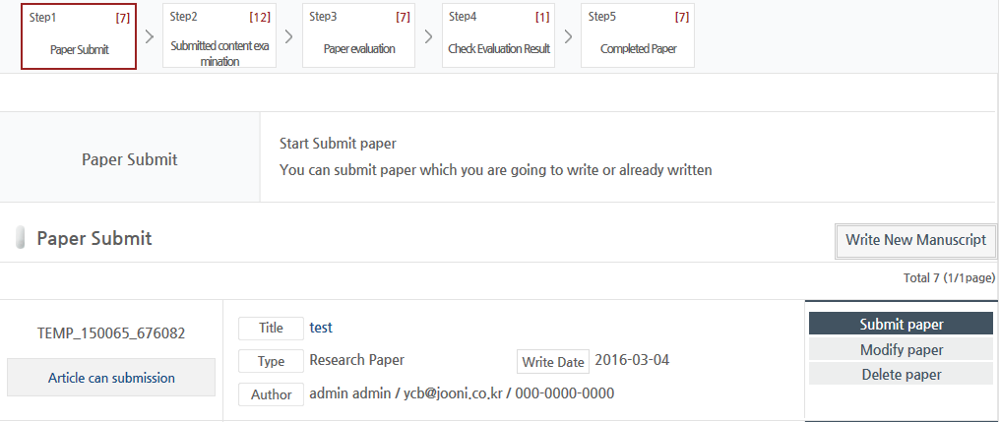 Step1 [7]
Paper Submit
Step2 [12]
Submitted content exa
mination
Step3 [7]
Paper evaluation
Step4 [1]
Check Evaluation Result
Step5 [7]
Completed Paper
Paper Submit
Start Submit paper
You can submit paper which you are going to write or already written
Paper Submit
Write New Manuscript
Total 7 (1/1page)
TEMP_150065_676082
Article can submission
Title test
Type Research Paper Write Date 2016-03-04
Author admin admin / ycb@jooni.co.kr / 000-0000-0000
Submit paper
Modify paper
Delete paper